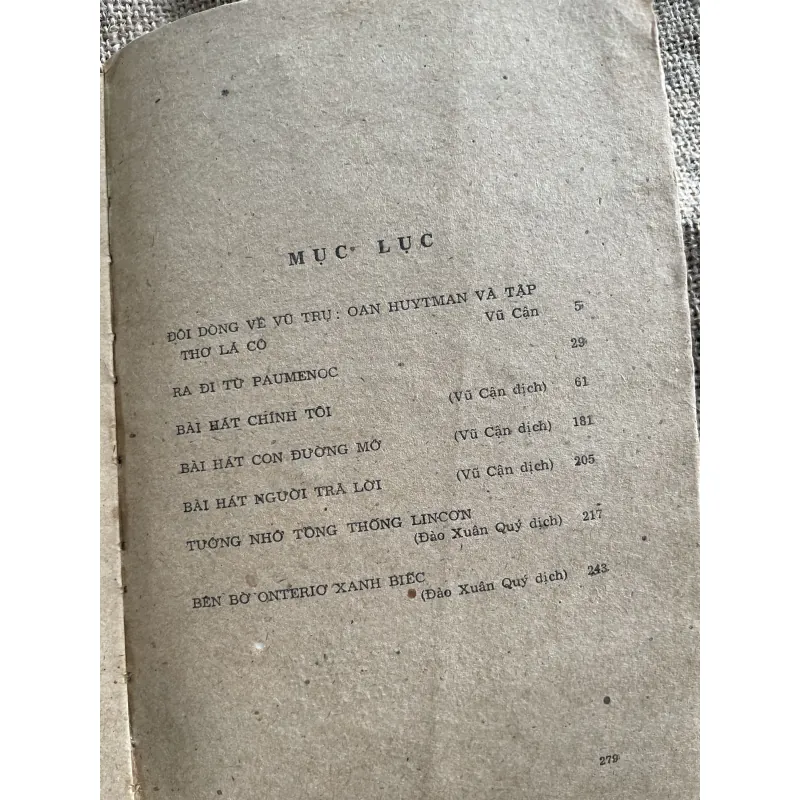 MỤC LỤC
ĐÔI DÒNG VỀ VŨ TRỤ: OAN HUYTMAN VÀ TẬP
THƠ LÁ CỎ Vũ Cận 5
RA ĐI TỪ PAUMENOC 29
BÀI HÁT CHÍNH TÔI (Vũ Cận dịch) 61
BÀI HÁT CON ĐƯỜNG MỞ (Vũ Cận dịch) 181
BÀI HÁT NGƯỜI TRẢ LỜI (Vũ Cận dịch) 205
TƯỞNG NHỚ TỔNG THỐNG LINCƠN
(Đào Xuân Quý dịch) 217
BÊN BỜ ONTERIƠ XANH BIẾC
(Đào Xuân Quý dịch) 243
279